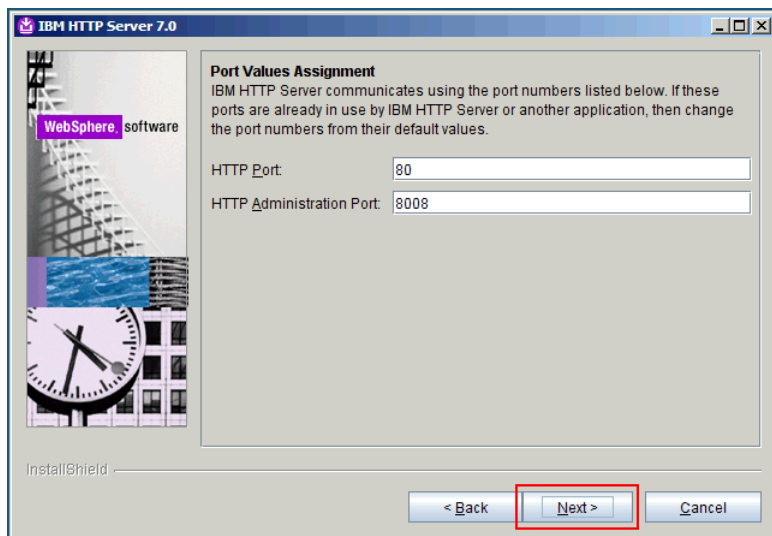 IBM HTTP Server 7.0
WebSphere. software
Port Values Assignment
IBM HTTP Server communicates using the port numbers listed below. If these
ports are already in use by IBM HTTP Server or another application, then change
the port numbers from their default values.
HTTP Port: 80
HTTP Administration Port: 8008
InstallShield
< Back Next > Cancel